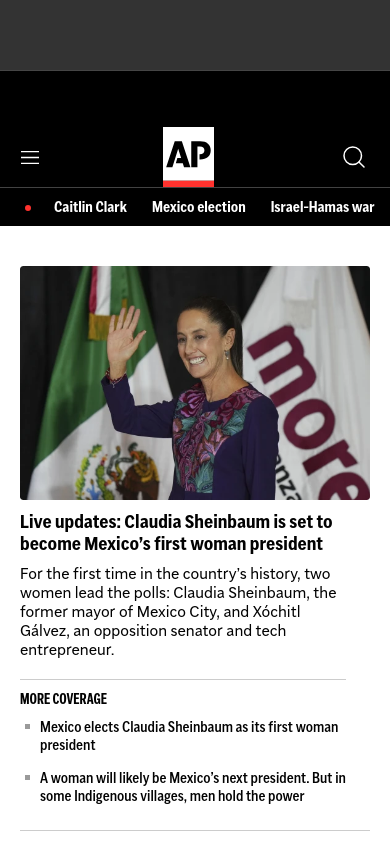 AP
Caitlin Clark Mexico election Israel-Hamas war
more
anza
Live updates: Claudia Sheinbaum is set to
become Mexico's first woman president
For the first time in the country's history, two
women lead the polls: Claudia Sheinbaum, the
former mayor of Mexico City, and Xóchitl
Gálvez, an opposition senator and tech
entrepreneur.
MORE COVERAGE
Mexico elects Claudia Sheinbaum as its first woman
president
A woman will likely be Mexico's next president. But in
some Indigenous villages, men hold the power